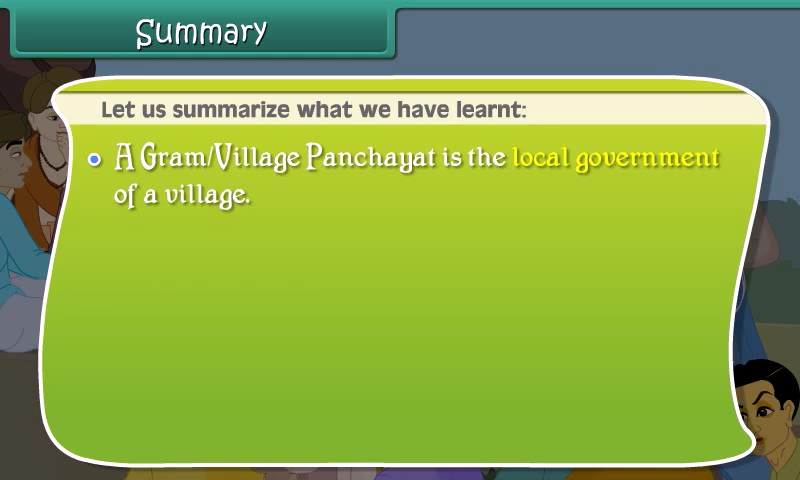 Summary
Let us summarize what we have learnt:
A Gram/Village Panchayat is the local government
of a village.